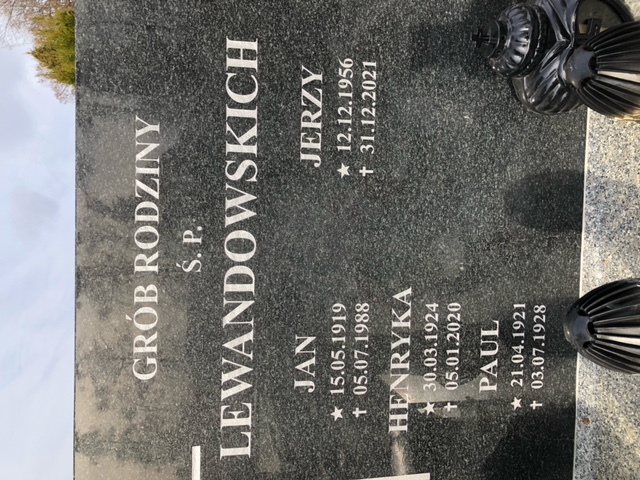 GRÓB RODZINY
Ś. P.
LEWANDOWSKICH
JAN
★ 15.05.1919
✝ 05.07.1988
HENRYKA
★ 30.03.1924
✝ 05.01.2020
PAUL
★ 21.04.1921
✝ 03.07.1928
JERZY
★ 12.12.1956
✝ 31.12.2021